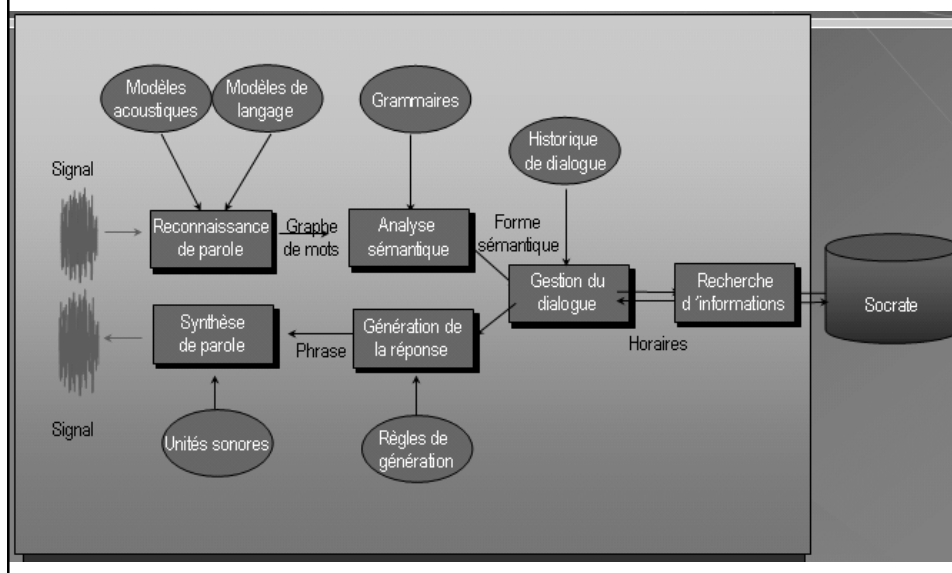 Modèles
acoustiques
Modèles de
langage
Grammaires
Historique
de dialogue
Signal
Reconnaissance
de parole
Graphe
de mots
Analyse
sémantique
Forme
sémantique
Gestion du
dialogue
Recherche
d 'informations
Socrate
Horaires
Synthèse
de parole
Phrase
Génération de
la réponse
Signal
Unités sonores
Règles de
génération